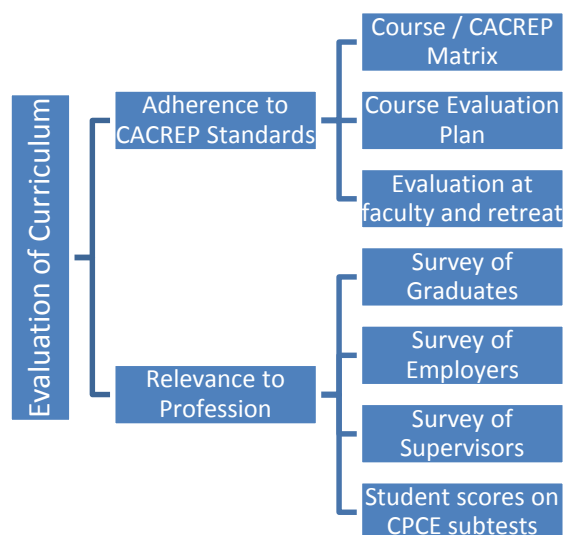 Evaluation of Curriculum
Adherence to
CACREP Standards
Course / CACREP
Matrix
Course Evaluation
Plan
Evaluation at
faculty and retreat
Relevance to
Profession
Survey of
Graduates
Survey of
Employers
Survey of
Supervisors
Student scores on
CPCE subtests